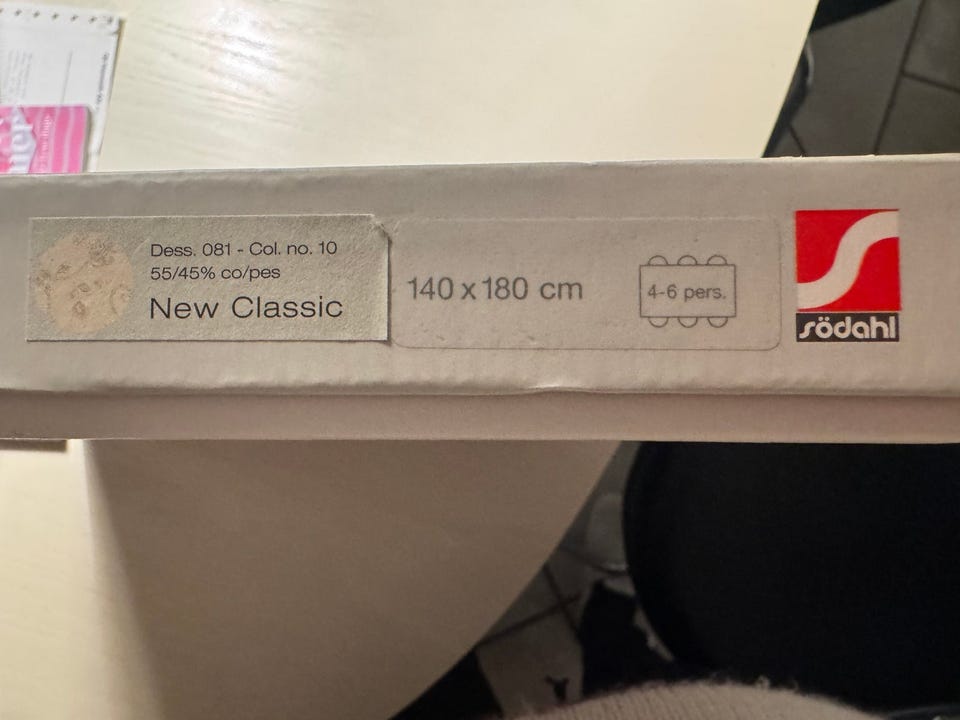 Dess. 081 - Col. no. 10
55/45% co/pes
New Classic
140 x 180 cm
4-6 pers.
södahl